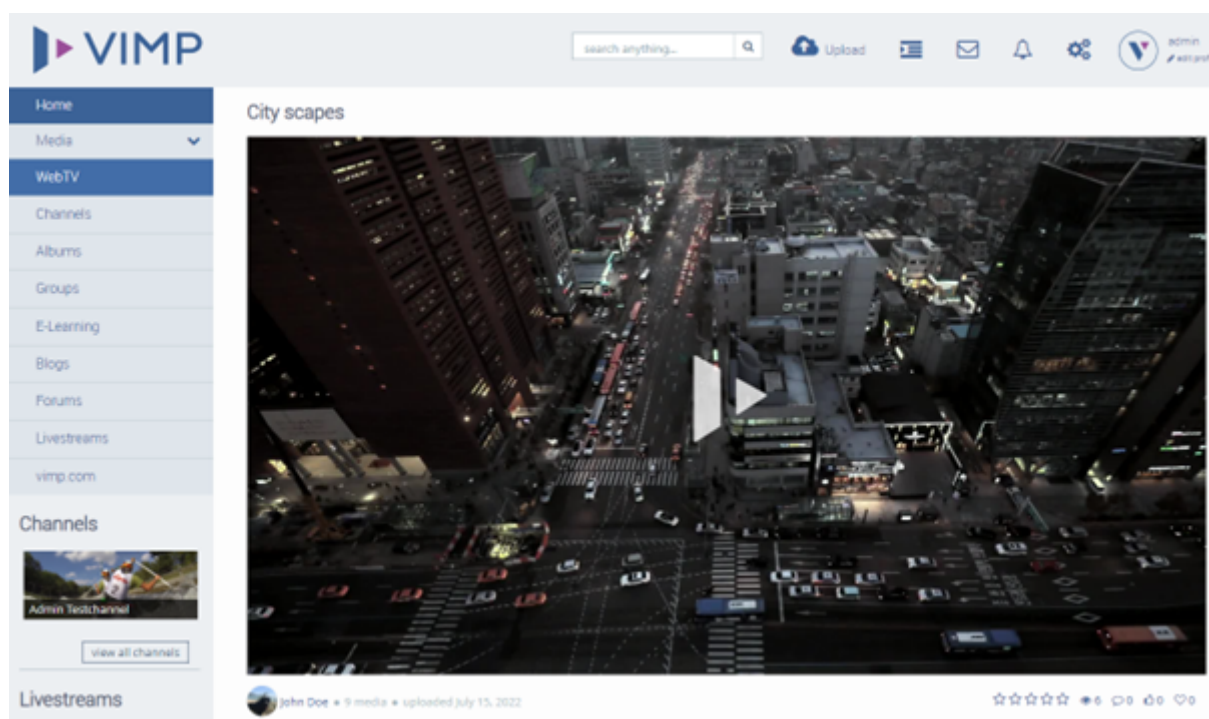 VIMP
search anything...
Upload
admin
Home
Media
WebTV
Channels
Albums
Groups
E-Learning
Blogs
Forums
Livestreams
vimp.com
City scapes
Channels
Admin Testchannel
view all channels
Livestreams
John Doe • 9 media • uploaded July 15, 2022
6 0 0 0